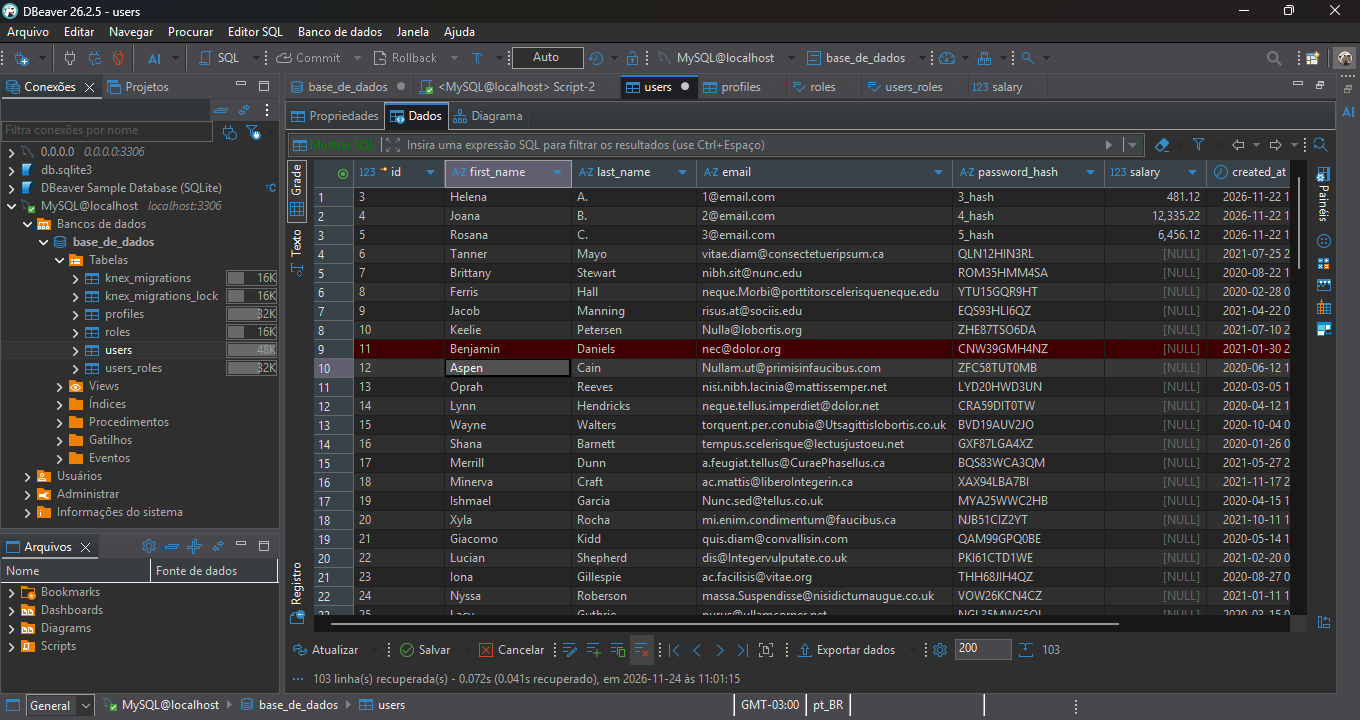 DBeaver 26.2.5 - users
Arquivo Editar Navegar Procurar Editor SQL Banco de dados Janela Ajuda
AI SQL Commit Rollback T Auto MySQL@localhost base_de_dados
Conexões Projetos
base_de_dados <MySQL@localhost> Script-2 users profiles roles users_roles 123 salary
AI
Propriedades Dados Diagrama
Filtra conexões por nome
Mostrar SQL Insira uma expressão SQL para filtrar os resultados (use Ctrl+Espaço)
0.0.0.0 0.0.0.0:3306
db.sqlite3
DBeaver Sample Database (SQLite)
MySQL@localhost localhost:3306
Bancos de dados
base_de_dados
Tabelas
knex_migrations 16K
knex_migrations_lock 16K
profiles 32K
roles 16K
users 48K
users_roles 32K
Views
Índices
Procedimentos
Gatilhos
Eventos
Usuários
Administrar
Informações do sistema
Arquivos
Nome Fonte de dados
Bookmarks
Dashboards
Diagrams
Scripts
Grade
Texto
Registro
123 id A-Z first_name A-Z last_name A-Z email A-Z password_hash 123 salary created_at
1 3 Helena A. 1@email.com 3_hash 481.12 2026-11-22 1
2 4 Joana B. 2@email.com 4_hash 12,335.22 2026-11-22 1
3 5 Rosana C. 3@email.com 5_hash 6,456.12 2026-11-22 1
4 6 Tanner Mayo vitae.diam@consectetueripsum.ca QLN12HIN3RL [NULL] 2021-07-25 2
5 7 Brittany Stewart nibh.sit@nunc.edu ROM35HMM4SA [NULL] 2020-08-22 1
6 8 Ferris Hall neque.Morbi@porttitorscelerisqueneque.edu YTU15GQR9HT [NULL] 2020-02-28 0
7 9 Jacob Manning risus.at@sociis.edu EQS93HLI6QZ [NULL] 2021-04-22 0
8 10 Keelie Petersen Nulla@lobortis.org ZHE87TSO6DA [NULL] 2021-07-10 2
9 11 Benjamin Daniels nec@dolor.org CNW39GMH4NZ [NULL] 2021-01-30 2
10 12 Aspen Cain Nullam.ut@primisinfaucibus.com ZFC58TUT0MB [NULL] 2020-06-12 1
11 13 Oprah Reeves nisi.nibh.lacinia@mattissemper.net LYD20HWD3UN [NULL] 2020-03-05 1
12 14 Lynn Hendricks neque.tellus.imperdiet@dolor.net CRA59DIT0TW [NULL] 2020-04-12 1
13 15 Wayne Walters torquent.per.conubia@Utsagittislobortis.co.uk BVD19AUV2JO [NULL] 2020-10-04 0
14 16 Shana Barnett tempus.scelerisque@lectusjustoeu.net GXF87LGA4XZ [NULL] 2020-01-26 0
15 17 Merrill Dunn a.feugiat.tellus@CuraePhasellus.ca BQS83WCA3QM [NULL] 2021-05-27 2
16 18 Minerva Craft ac.mattis@liberoIntegerin.ca XAX94LBA7BI [NULL] 2021-11-17 2
17 19 Ishmael Garcia Nunc.sed@tellus.co.uk MYA25WWC2HB [NULL] 2020-04-15 1
18 20 Xyla Rocha mi.enim.condimentum@faucibus.ca NJB51CIZ2YT [NULL] 2021-10-11 1
19 21 Giacomo Kidd quis.diam@convallisin.com QAM99GPQ0BE [NULL] 2020-05-14 1
20 22 Lucian Shepherd dis@Integervulputate.co.uk PKI61CTD1WE [NULL] 2021-02-20 0
21 23 Iona Gillespie ac.facilisis@vitae.org THH68JIH4QZ [NULL] 2020-08-27 0
22 24 Nyssa Roberson massa.Suspendisse@nisidictumaugue.co.uk VOW26KCN4CZ [NULL] 2021-01-11 1
23 25 Lacy Guthrie purus@ullamcorper.net NGL35MWG5OL [NULL] 2020-03-15 0
Painéis
Atualizar Salvar Cancelar Exportar dados 200 103
103 linha(s) recuperada(s) - 0.072s (0.041s recuperado), em 2026-11-24 às 11:01:15
General MySQL@localhost base_de_dados users GMT-03:00 pt_BR